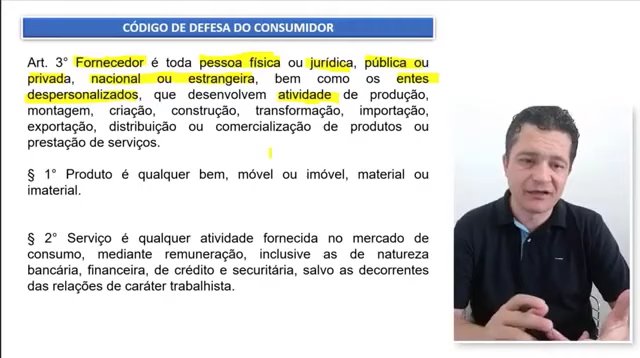 CÓDIGO DE DEFESA DO CONSUMIDOR
Art. 3° Fornecedor é toda pessoa física ou jurídica, pública ou
privada, nacional ou estrangeira, bem como os entes
despersonalizados, que desenvolvem atividade de produção,
montagem, criação, construção, transformação, importação,
exportação, distribuição ou comercialização de produtos ou
prestação de serviços.
§ 1° Produto é qualquer bem, móvel ou imóvel, material ou
imaterial.
§ 2° Serviço é qualquer atividade fornecida no mercado de
consumo, mediante remuneração, inclusive as de natureza
bancária, financeira, de crédito e securitária, salvo as decorrentes
das relações de caráter trabalhista.